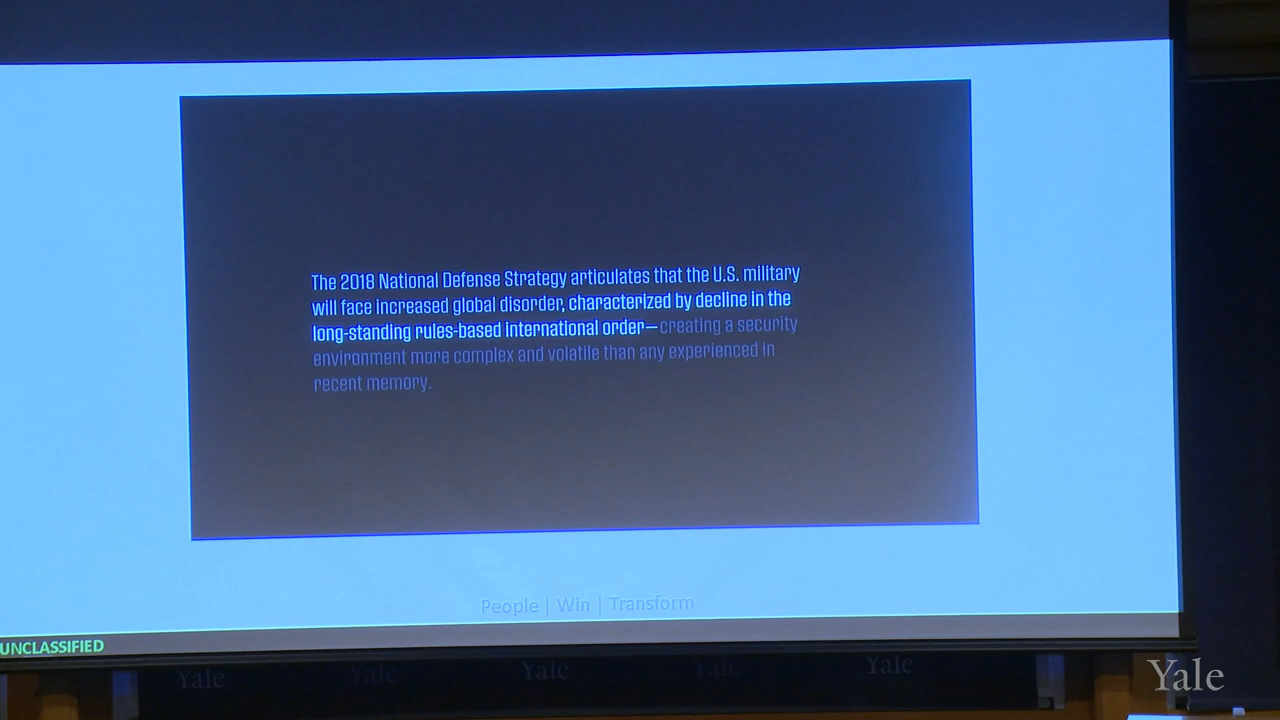 The 2018 National Defense Strategy articulates that the U.S. military
will face increased global disorder, characterized by decline in the
long-standing rules-based international order—creating a security
environment more complex and volatile than any experienced in
recent memory.
People | Win | Transform
UNCLASSIFIED
Yale Yale Yale Yale Yale
Yale